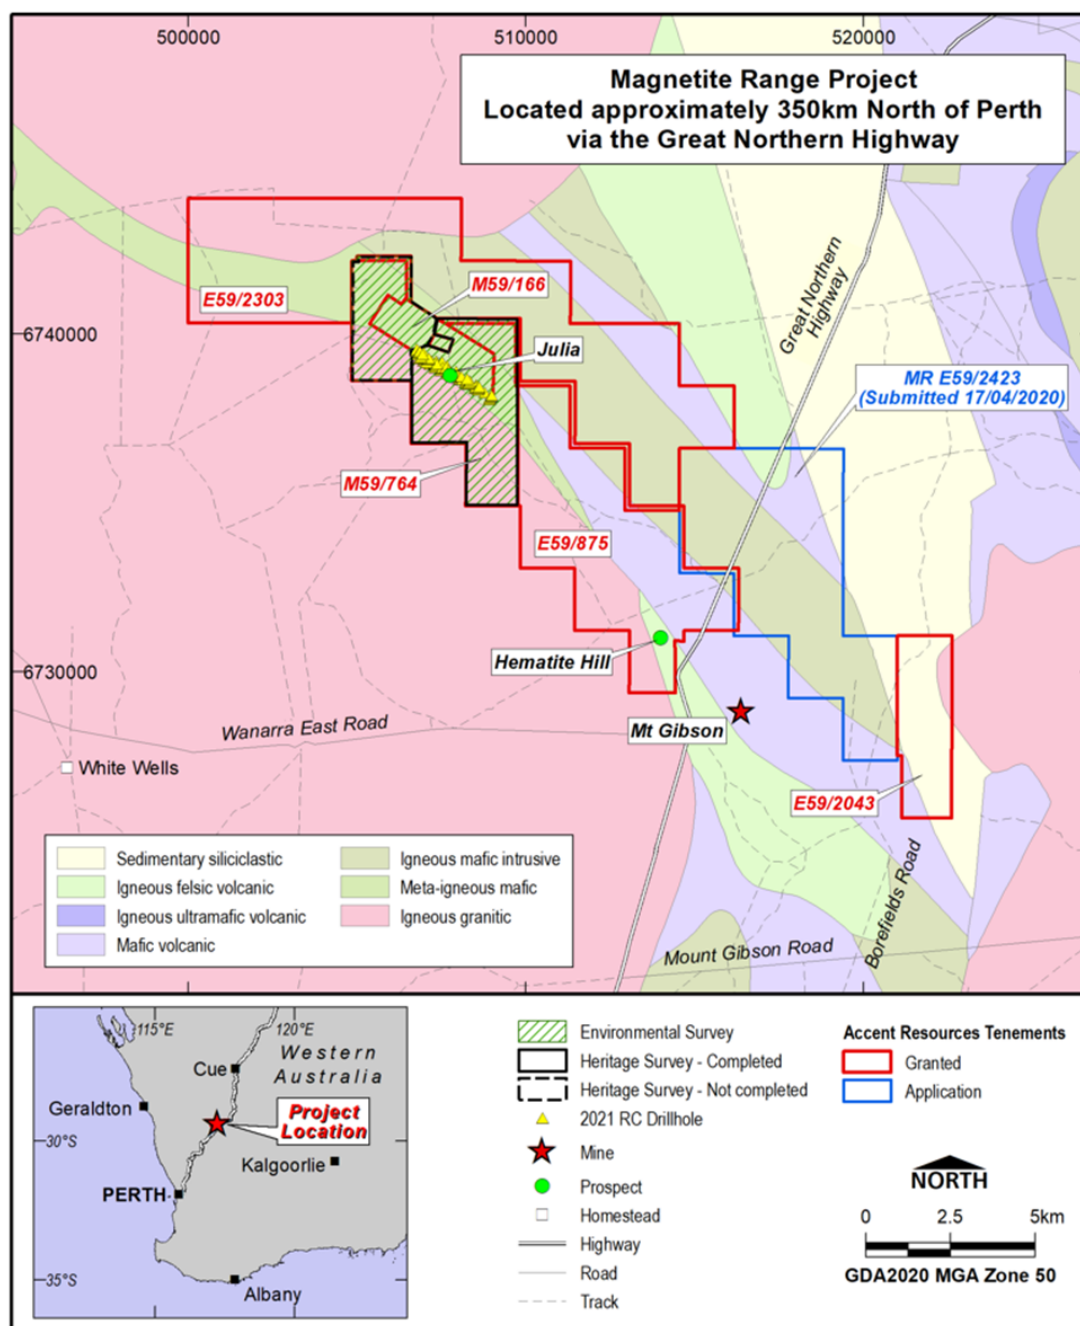 500000
510000
520000
Magnetite Range Project
Located approximately 350km North of Perth
via the Great Northern Highway
Great Northern
Highway
M59/166
E59/2303
6740000
Julia
MR E59/2423
(Submitted 17/04/2020)
M59/764
E59/875
Hematite Hill
6730000
Wanarra East Road
Mt Gibson
White Wells
E59/2043
Borefields Road
Mount Gibson Road
Sedimentary siliciclastic
Igneous felsic volcanic
Igneous ultramafic volcanic
Mafic volcanic
Igneous mafic intrusive
Meta-igneous mafic
Igneous granitic
115°E
120°E
Western
Australia
Cue
Geraldton
Project
Location
30°S
Kalgoorlie
PERTH
35°S
Albany
Environmental Survey
Heritage Survey - Completed
Heritage Survey - Not completed
2021 RC Drillhole
Mine
Prospect
Homestead
Highway
Road
Track
Accent Resources Tenements
Granted
Application
NORTH
0 2.5 5km
GDA2020 MGA Zone 50